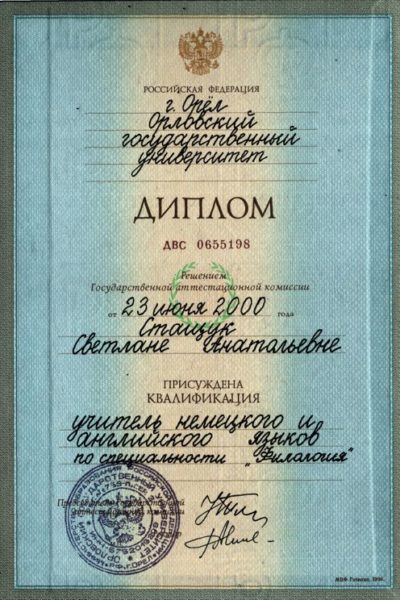 РОССИЙСКАЯ ФЕДЕРАЦИЯ
г. Орёл
Орловский
государственный
университет
ДИПЛОМ
ДВС 0655198
Решением
Государственной аттестационной комиссии
от 23 июня 2000 года
Стащук
Светлане Анатольевне
ПРИСУЖДЕНА
КВАЛИФИКАЦИЯ
учитель немецкого и
английского языков
по специальности „Филология"